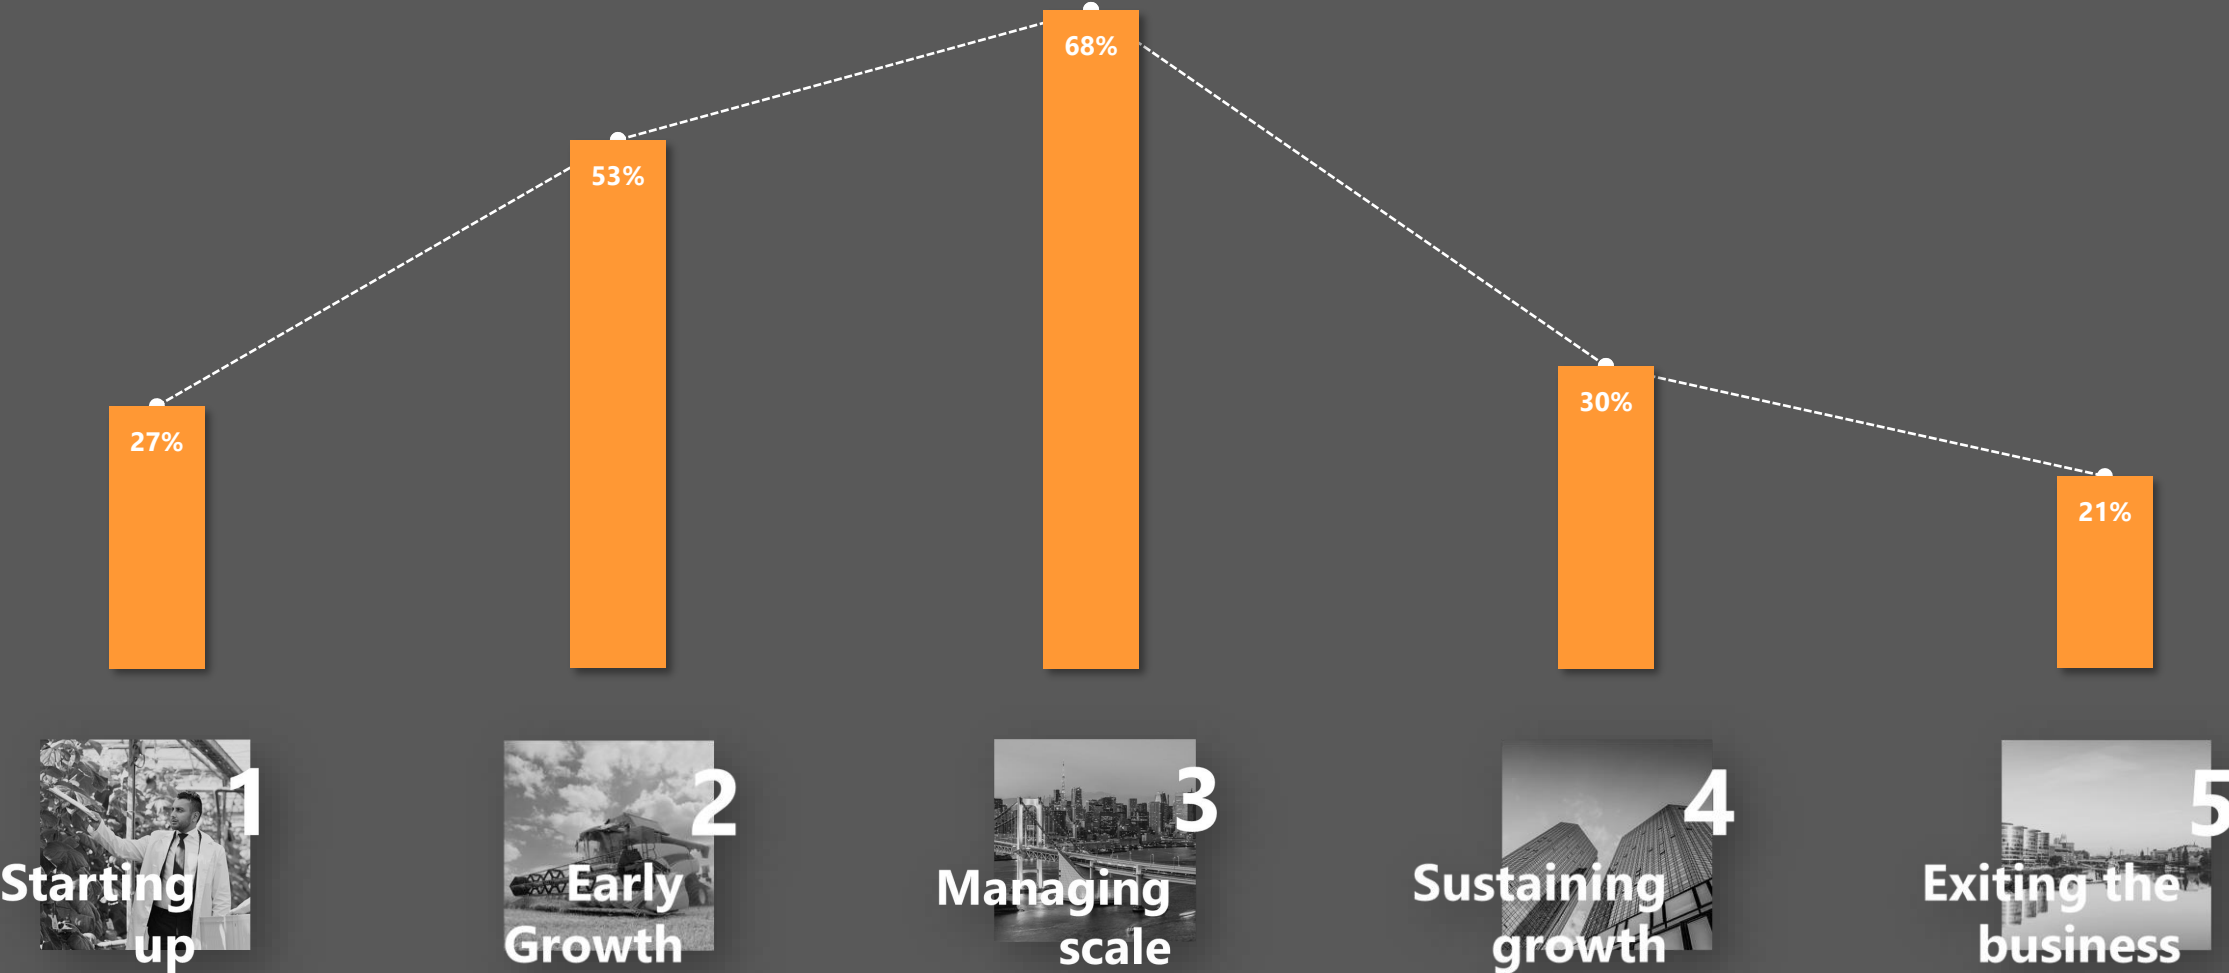 68%
53%
30%
27%
21%
1
Starting
up
2
Early
Growth
3
Managing
scale
4
Sustaining
growth
5
Exiting the
business